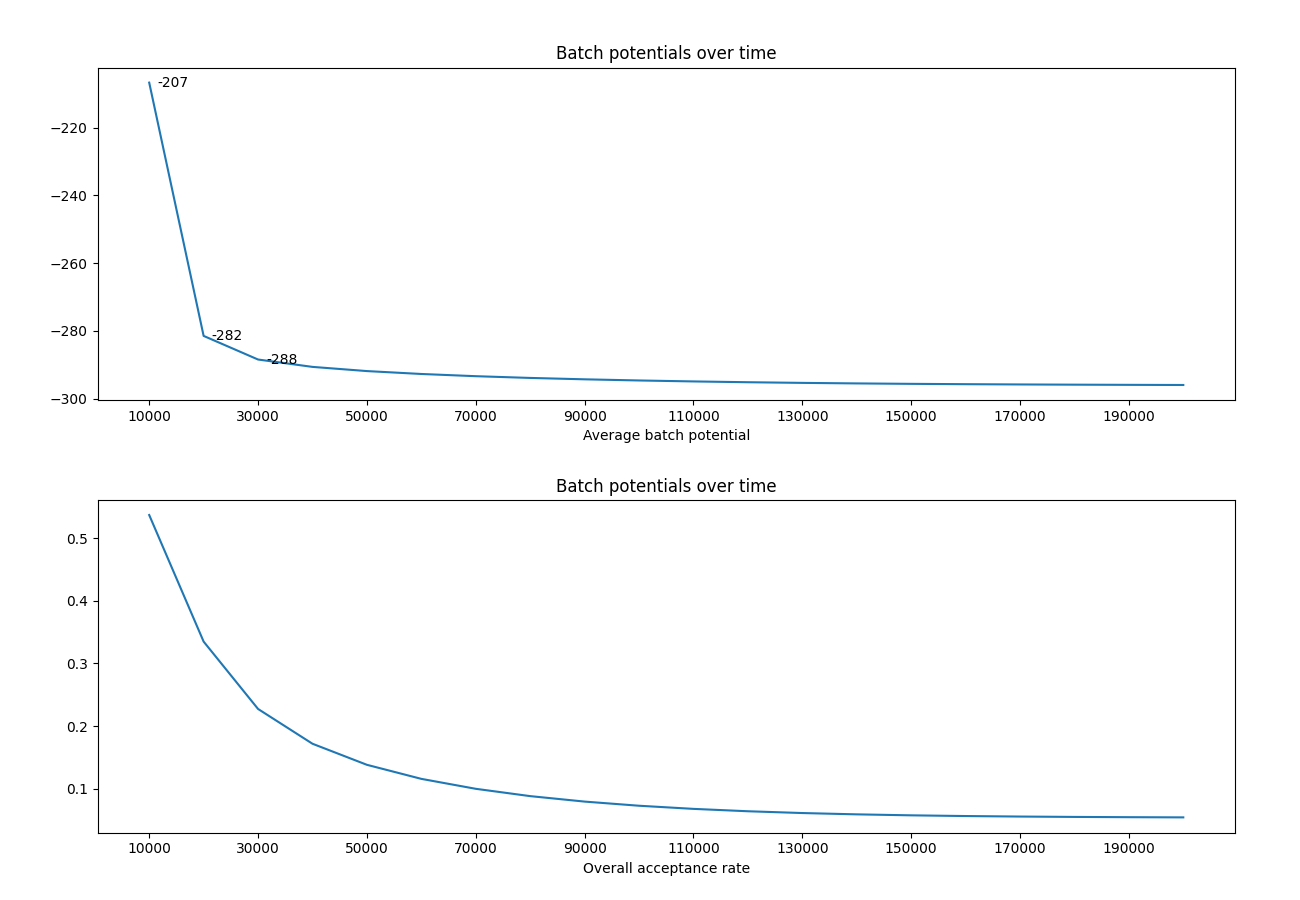 Batch potentials over time
-207
−220
−240
−260
−280
-282
-288
−300
10000 30000 50000 70000 90000 110000 130000 150000 170000 190000
Average batch potential
Batch potentials over time
0.5
0.4
0.3
0.2
0.1
10000 30000 50000 70000 90000 110000 130000 150000 170000 190000
Overall acceptance rate